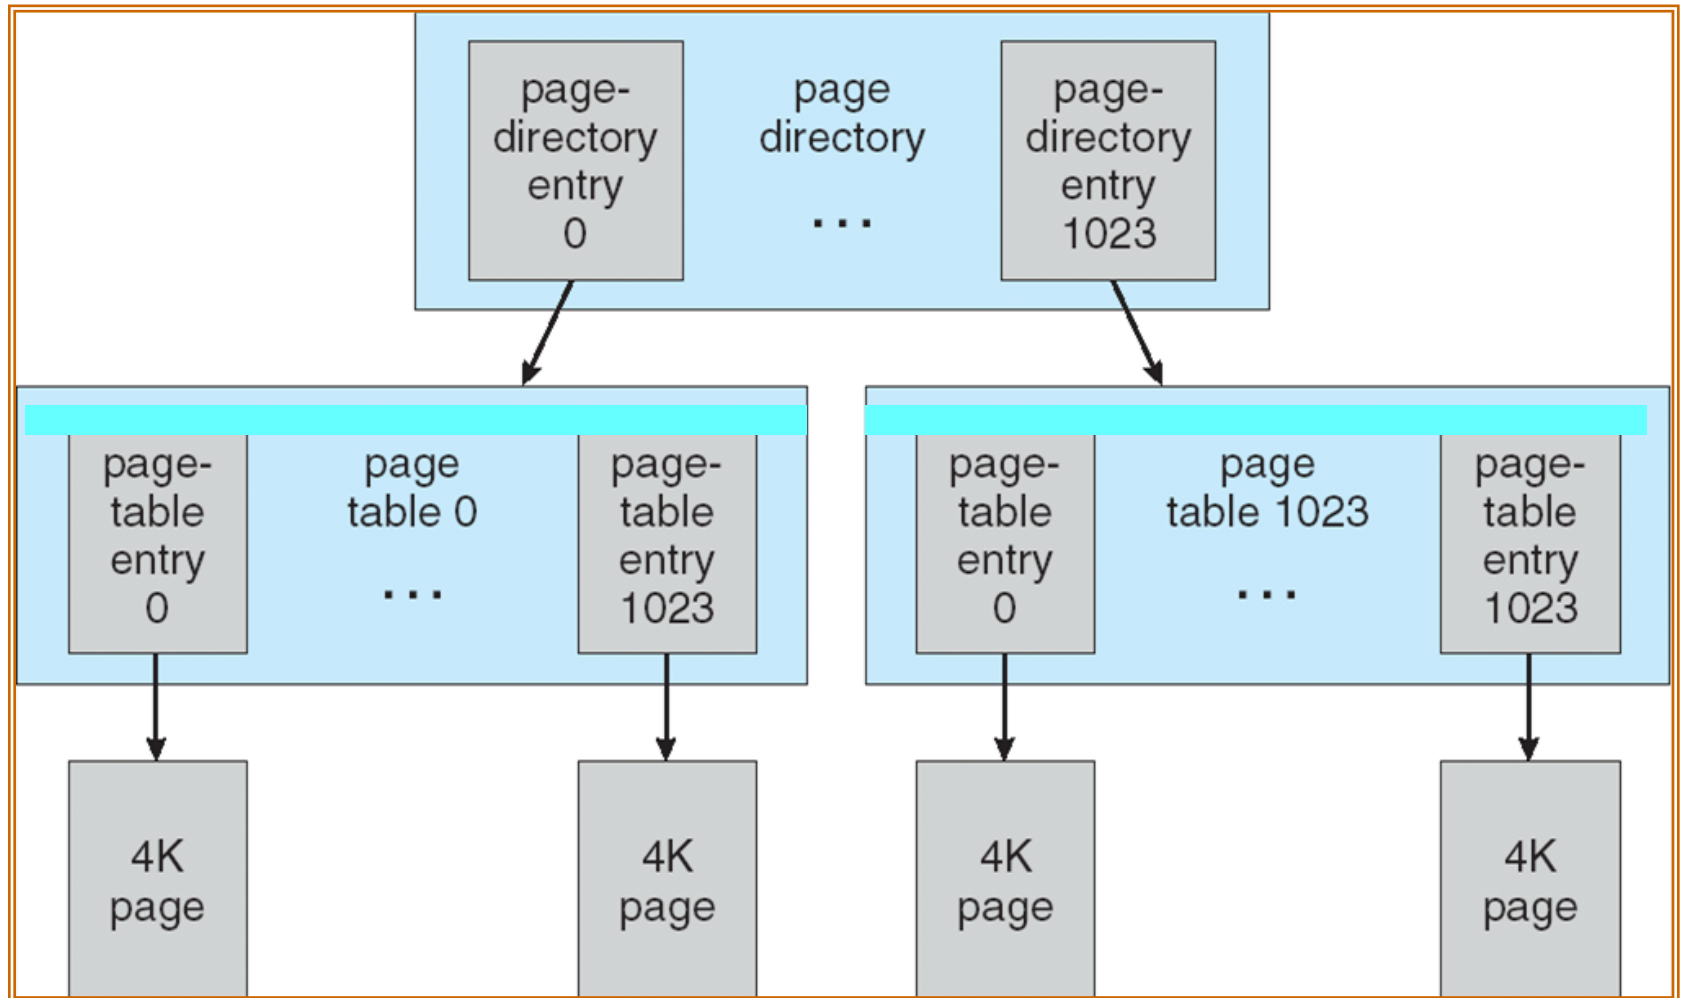 page-
directory
entry
0
page
directory
...
page-
directory
entry
1023
page-
table
entry
0
page
table 0
...
page-
table
entry
1023
page-
table
entry
0
page
table 1023
...
page-
table
entry
1023
4K
page
4K
page
4K
page
4K
page